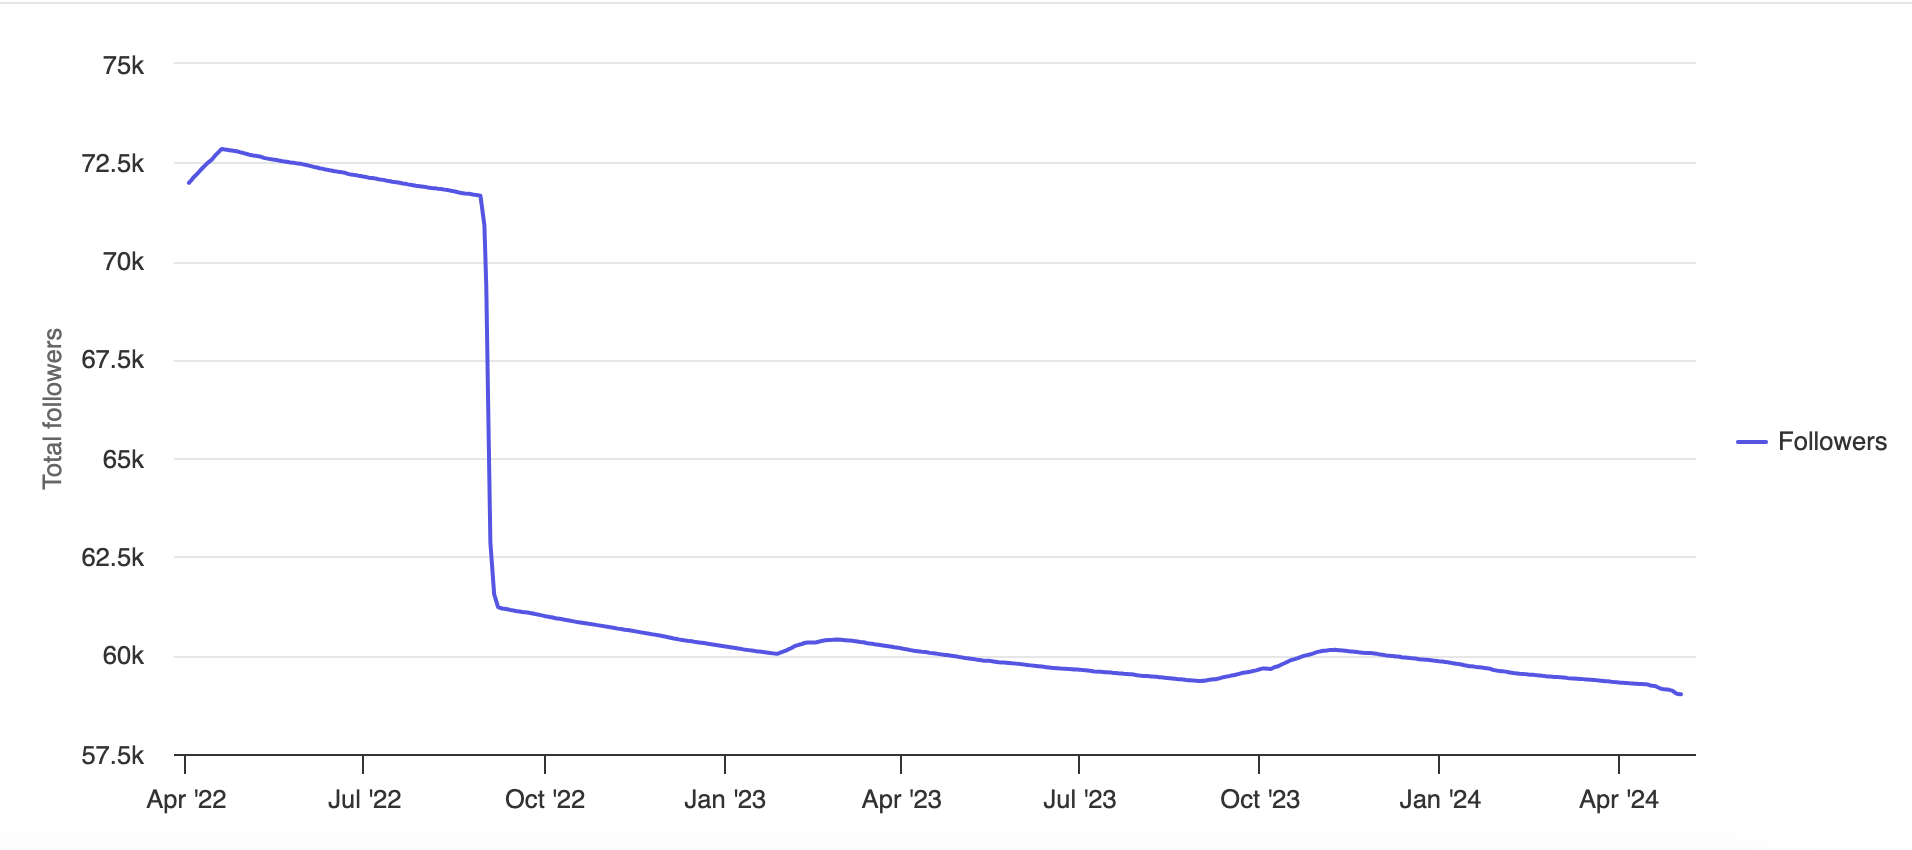 75k
72.5k
70k
67.5k
65k
62.5k
60k
57.5k
Total followers
Apr '22
Jul '22
Oct '22
Jan '23
Apr '23
Jul '23
Oct '23
Jan '24
Apr '24
Followers